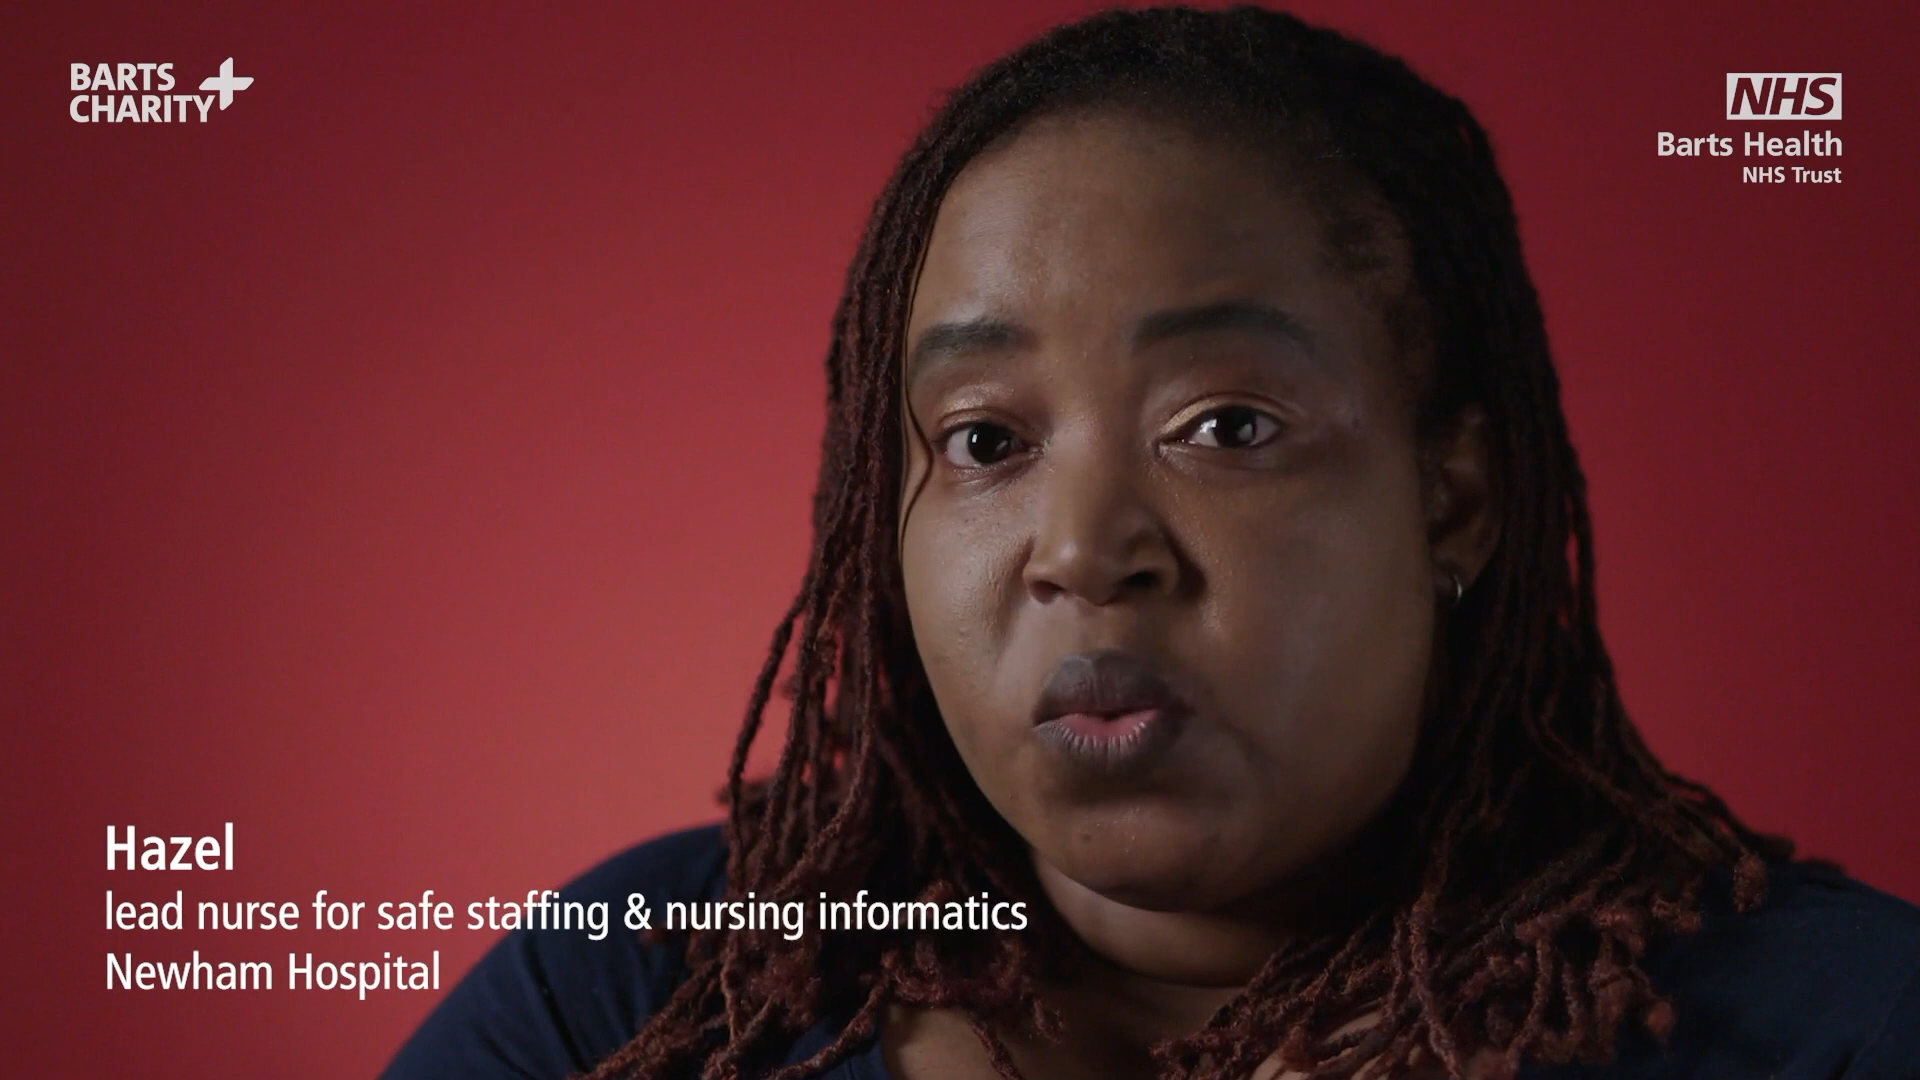 BARTS
CHARITY
NHS
Barts Health
NHS Trust
Hazel
lead nurse for safe staffing & nursing informatics
Newham Hospital